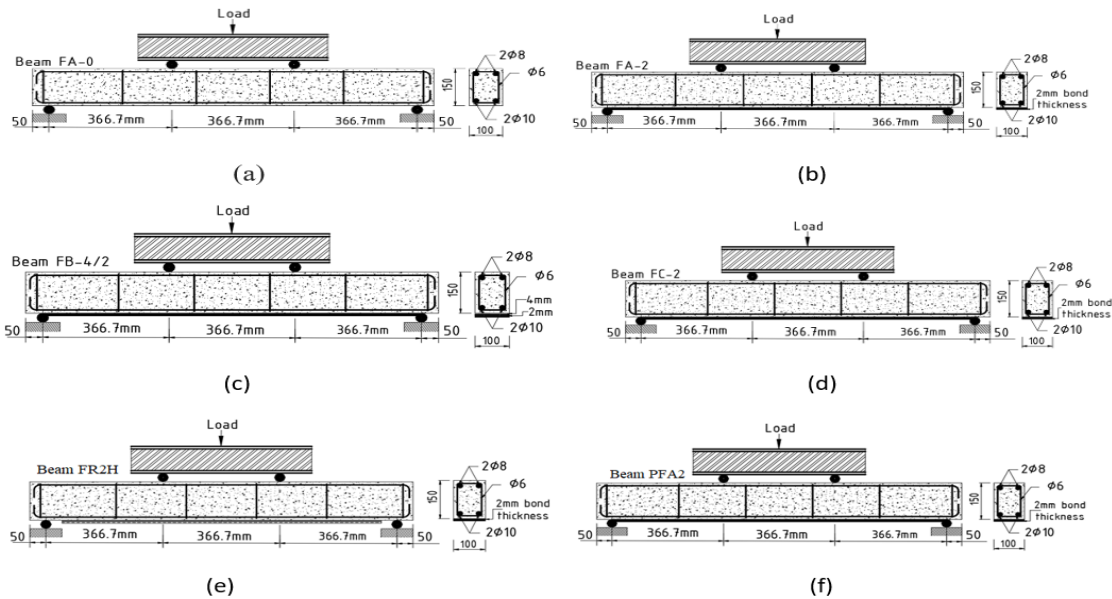 Load
Beam FA-0
2Ø8
Ø6
150
50
366.7mm
366.7mm
366.7mm
50
2Ø10
100
(a)
Load
Beam FA-2
2Ø8
Ø6
150
2mm bond
thickness
50
366.7mm
366.7mm
366.7mm
50
2Ø10
100
(b)
Load
Beam FB-4/2
2Ø8
Ø6
150
4mm
2mm
50
366.7mm
366.7mm
366.7mm
50
2Ø10
100
(c)
Load
Beam FC-2
2Ø8
Ø6
150
2mm bond
thickness
50
366.7mm
366.7mm
366.7mm
50
2Ø10
100
(d)
Load
Beam FR2H
2Ø8
Ø6
150
2mm bond
thickness
50
366.7mm
366.7mm
366.7mm
50
2Ø10
100
(e)
Load
Beam PFA2
2Ø8
Ø6
150
2mm bond
thickness
50
366.7mm
366.7mm
366.7mm
50
2Ø10
100
(f)